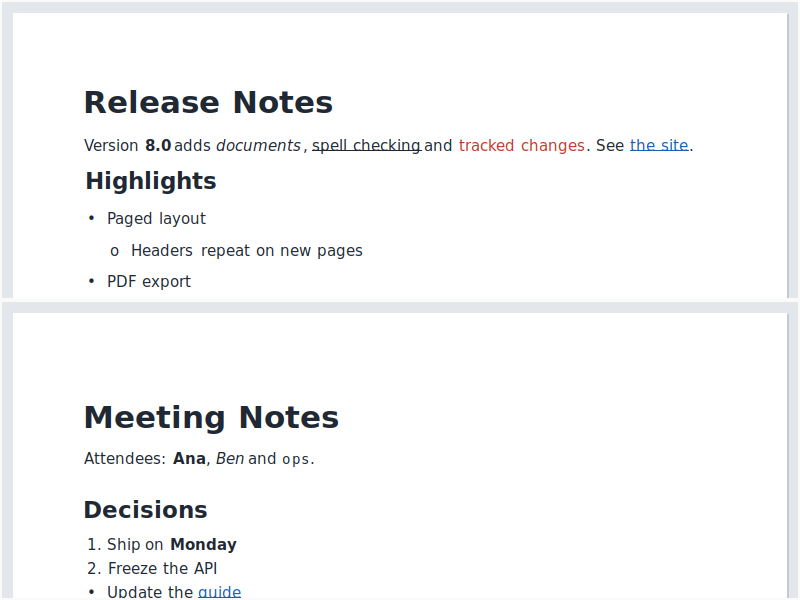 Release Notes
Version 8.0 adds documents, spell checking and tracked changes. See the site.
Highlights
• Paged layout
o Headers repeat on new pages
• PDF export
Meeting Notes
Attendees: Ana, Ben and ops.
Decisions
1. Ship on Monday
2. Freeze the API
• Update the guide